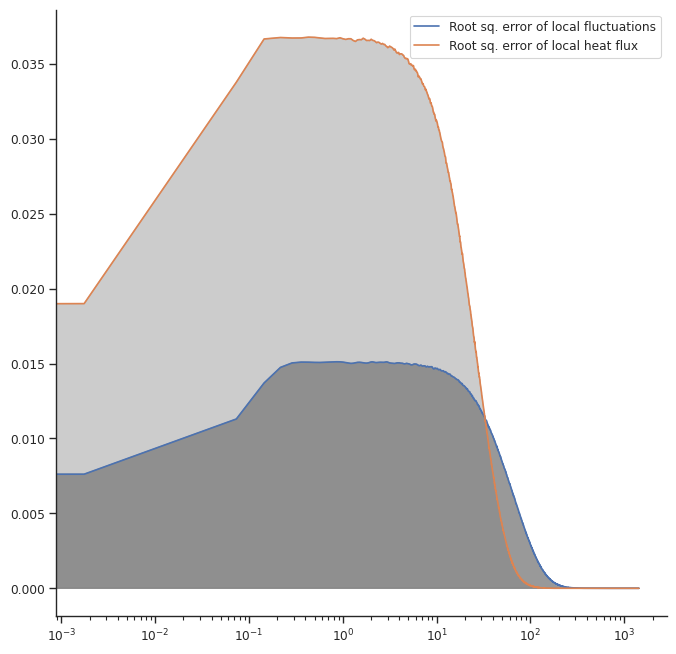 Root sq. error of local fluctuations
Root sq. error of local heat flux
0.035
0.030
0.025
0.020
0.015
0.010
0.005
0.000
10⁻³ 10⁻² 10⁻¹ 10⁰ 10¹ 10² 10³